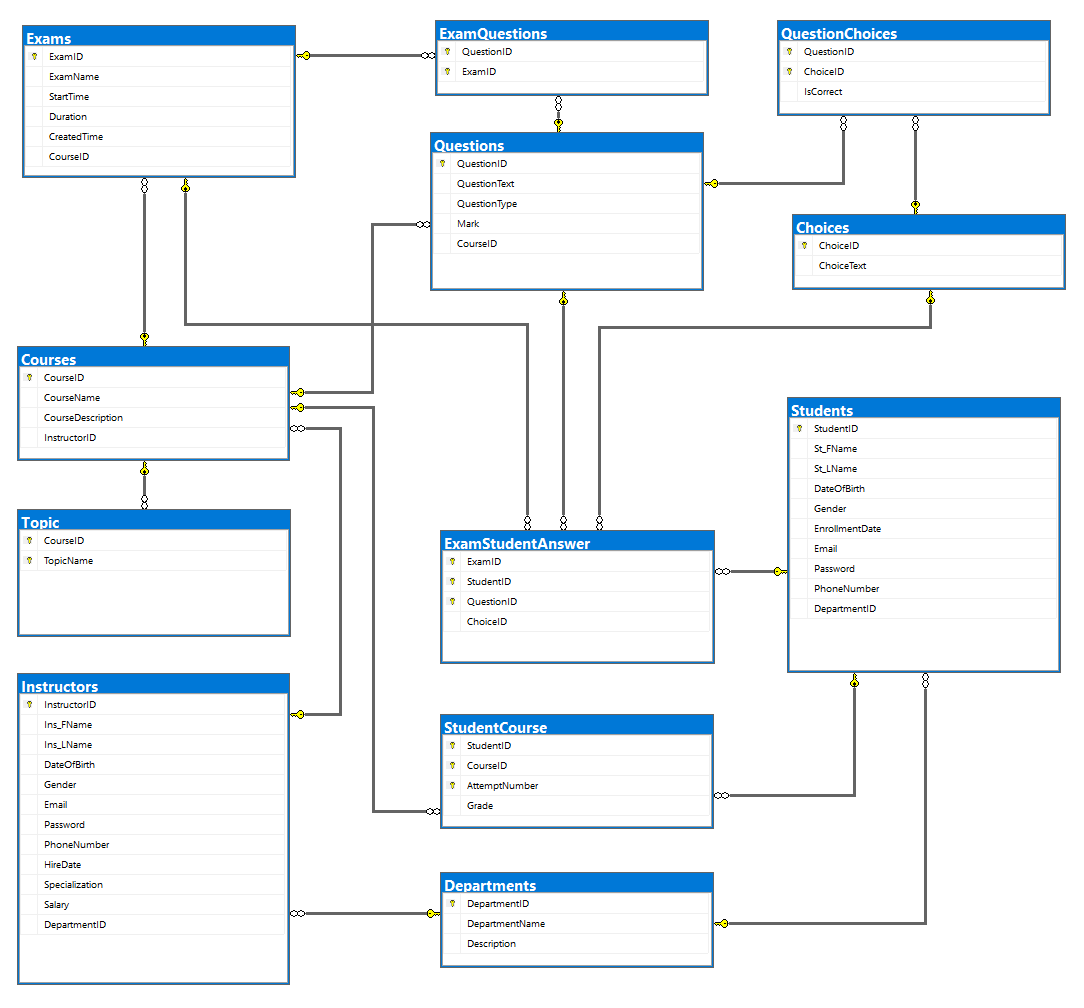 Exams
ExamID
ExamName
StartTime
Duration
CreatedTime
CourseID
ExamQuestions
QuestionID
ExamID
QuestionChoices
QuestionID
ChoiceID
IsCorrect
Questions
QuestionID
QuestionText
QuestionType
Mark
CourseID
Choices
ChoiceID
ChoiceText
Courses
CourseID
CourseName
CourseDescription
InstructorID
Students
StudentID
St_FName
St_LName
DateOfBirth
Gender
EnrollmentDate
Email
Password
PhoneNumber
DepartmentID
Topic
CourseID
TopicName
ExamStudentAnswer
ExamID
StudentID
QuestionID
ChoiceID
Instructors
InstructorID
Ins_FName
Ins_LName
DateOfBirth
Gender
Email
Password
PhoneNumber
HireDate
Specialization
Salary
DepartmentID
StudentCourse
StudentID
CourseID
AttemptNumber
Grade
Departments
DepartmentID
DepartmentName
Description